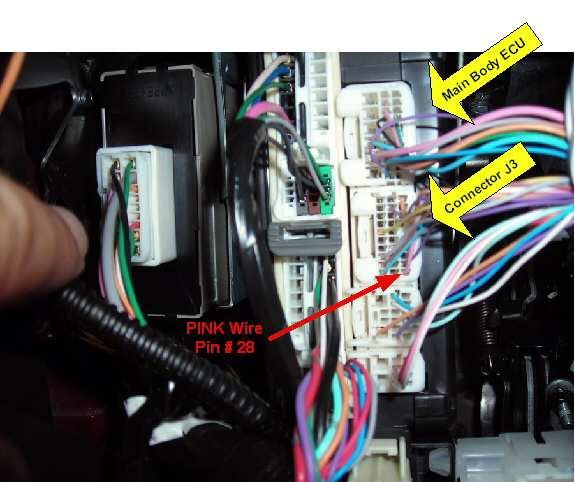 Main Body ECU
Connector J3
PINK Wire
Pin # 28